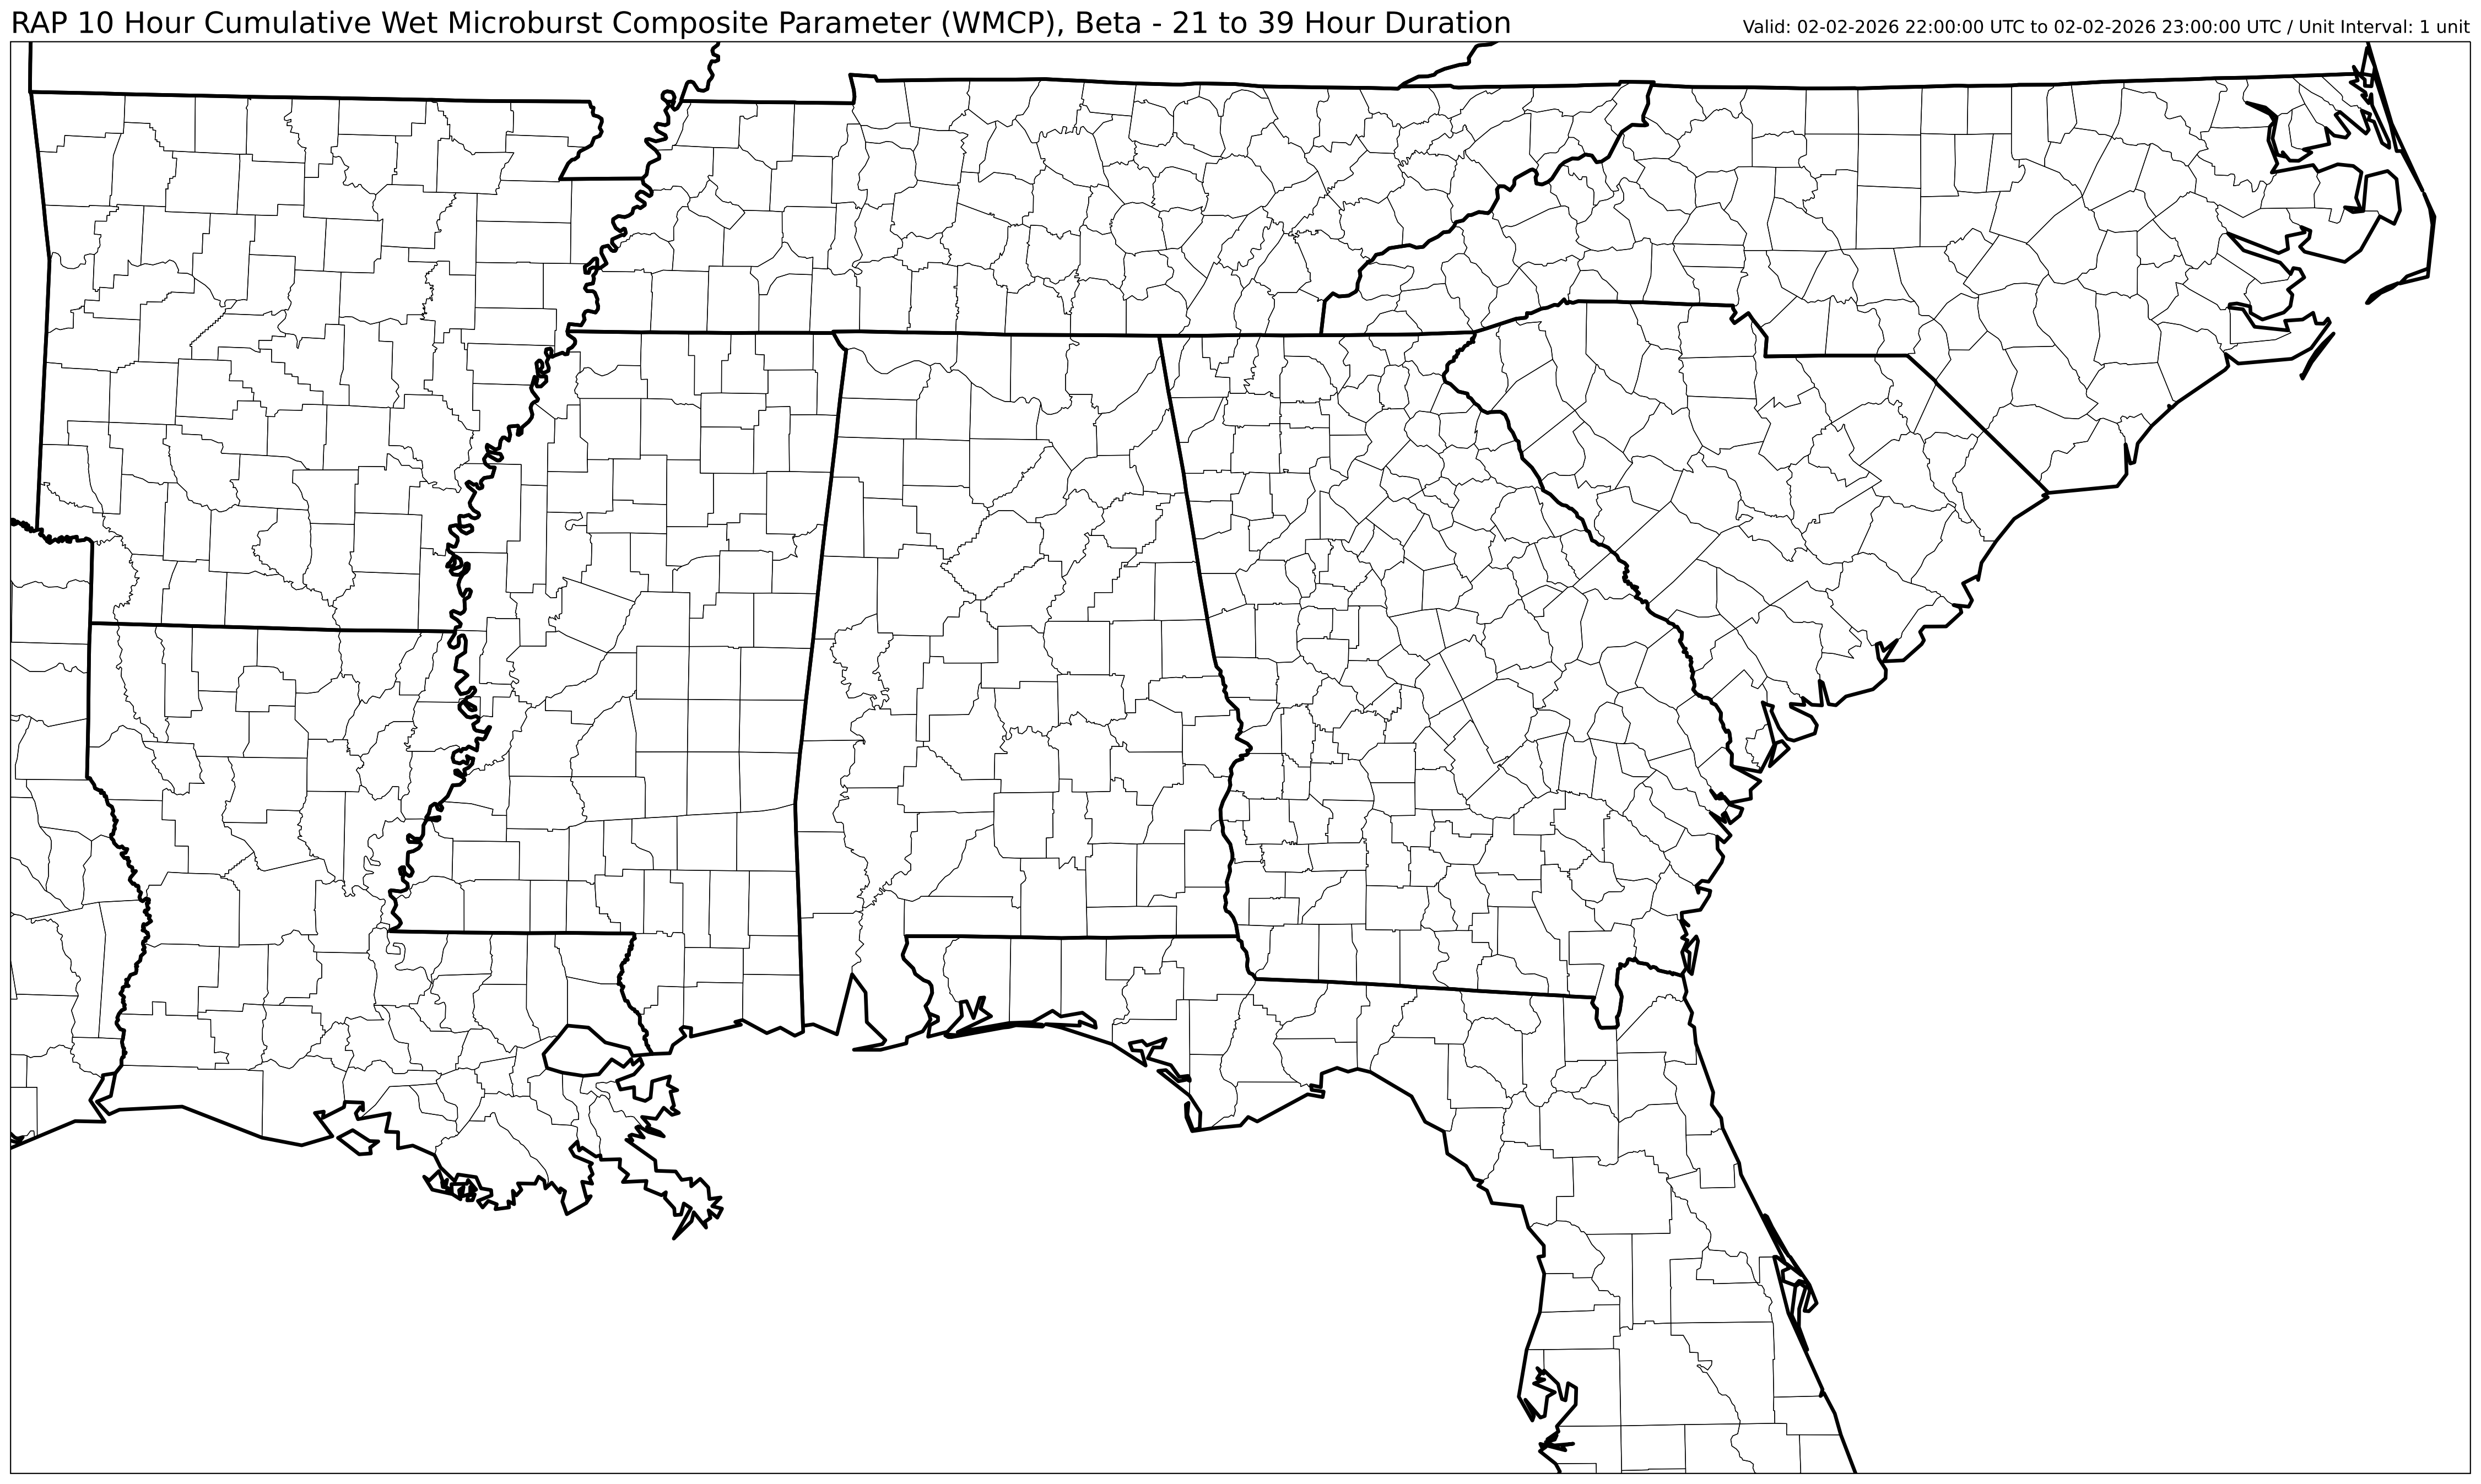 RAP 10 Hour Cumulative Wet Microburst Composite Parameter (WMCP), Beta - 21 to 39 Hour Duration
Valid: 02-02-2026 22:00:00 UTC to 02-02-2026 23:00:00 UTC / Unit Interval: 1 unit